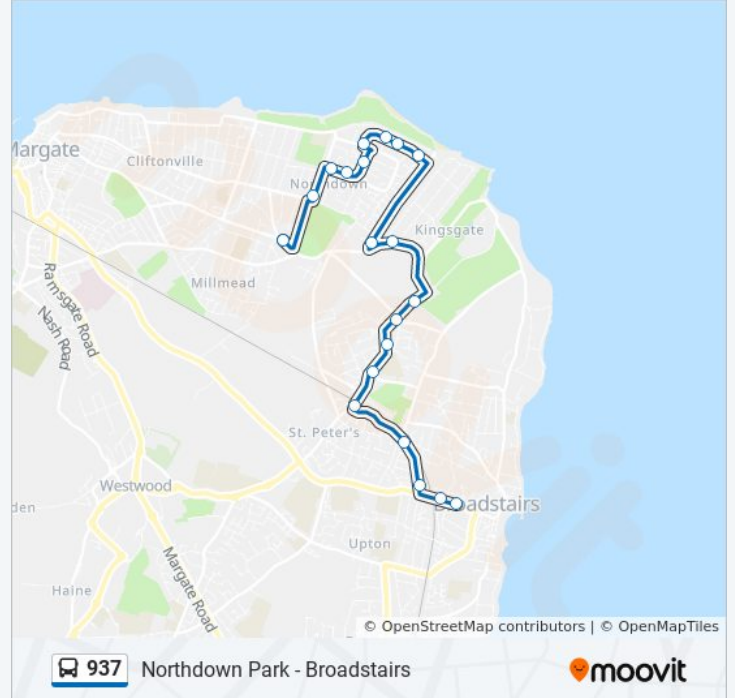 Margate
Cliftonville
Northdown
Kingsgate
Millmead
Ramsgate Road
Nash Road
St. Peter's
Westwood
Broadstairs
den
Upton
Haine
Margate Road
© OpenStreetMap contributors | © OpenMapTiles
937 Northdown Park - Broadstairs
moovit